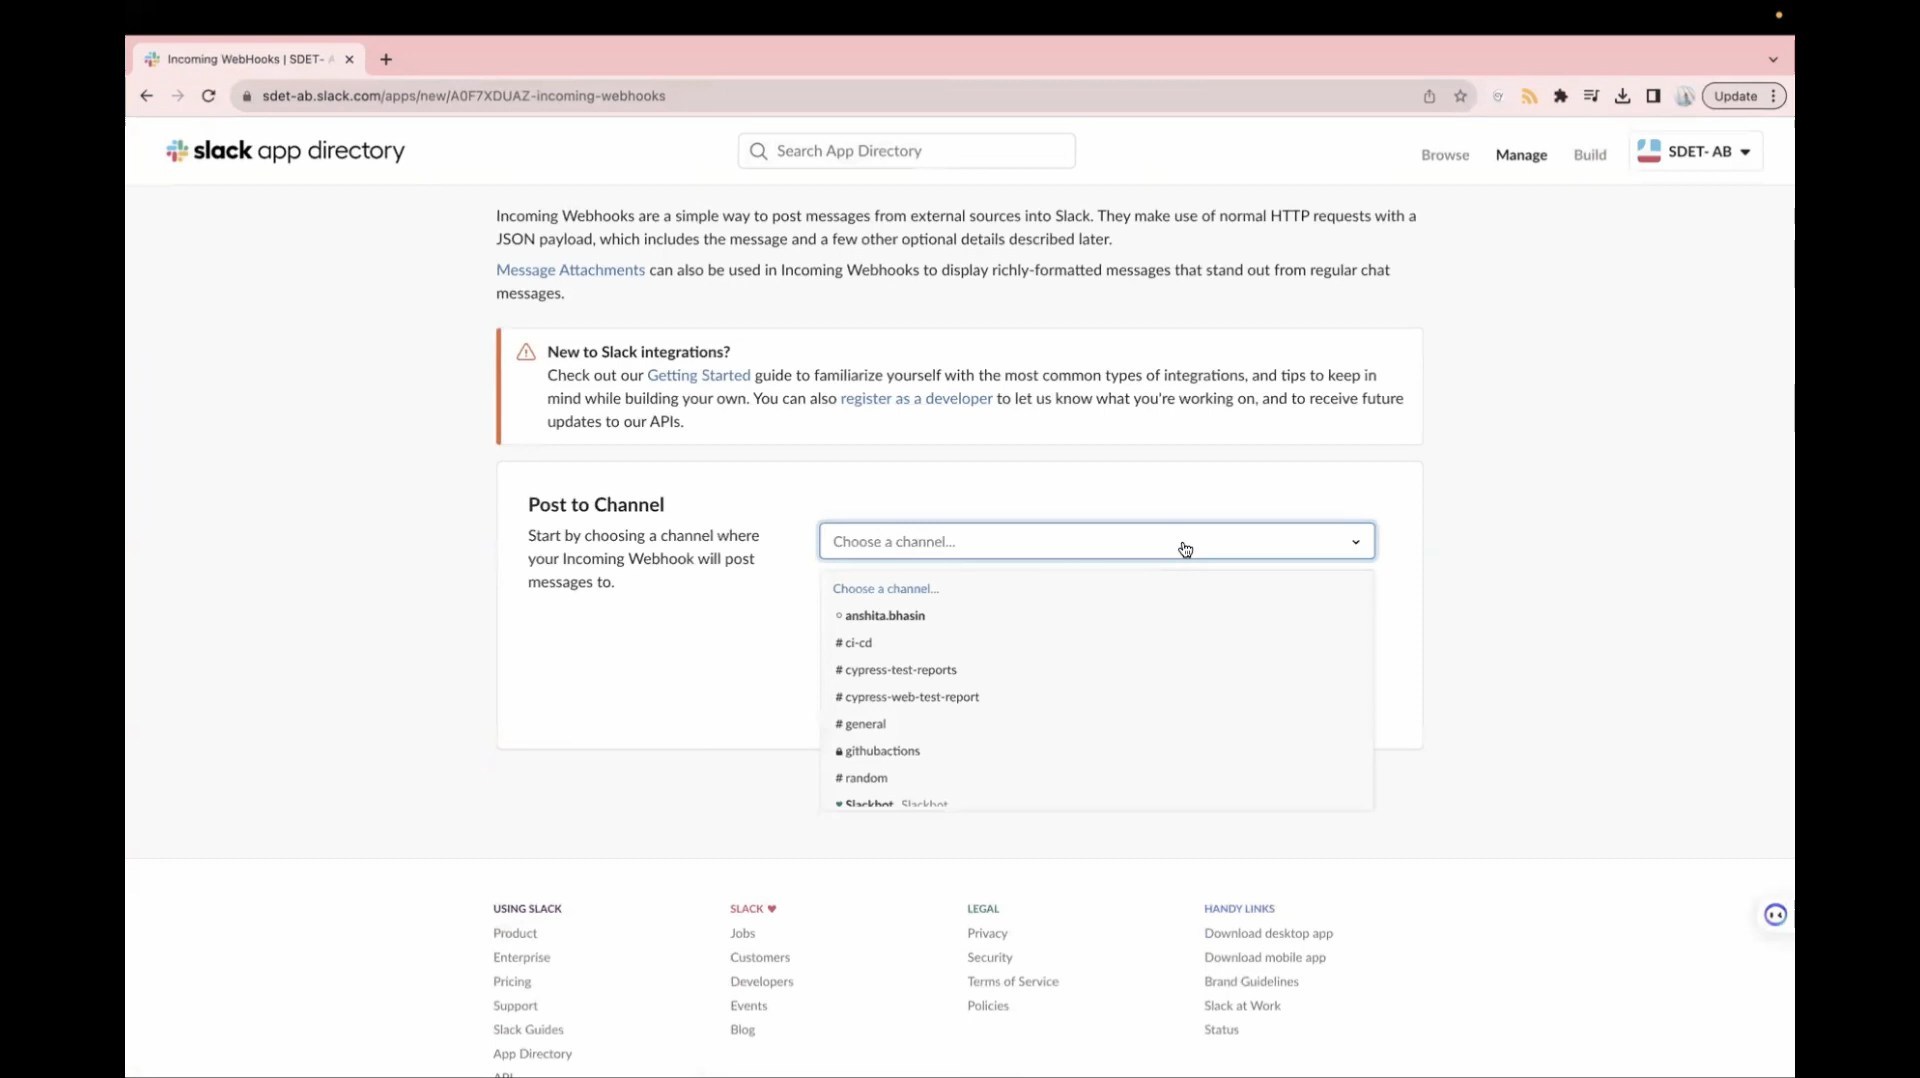 Incoming WebHooks | SDET- A
sdet-ab.slack.com/apps/new/A0F7XDUAZ-incoming-webhooks
Update
slack app directory
Search App Directory
Browse
Manage
Build
SDET- AB
Incoming Webhooks are a simple way to post messages from external sources into Slack. They make use of normal HTTP requests with a
JSON payload, which includes the message and a few other optional details described later.
Message Attachments can also be used in Incoming Webhooks to display richly-formatted messages that stand out from regular chat
messages.
New to Slack integrations?
Check out our Getting Started guide to familiarize yourself with the most common types of integrations, and tips to keep in
mind while building your own. You can also register as a developer to let us know what you're working on, and to receive future
updates to our APIs.
Post to Channel
Start by choosing a channel where
your Incoming Webhook will post
messages to.
Choose a channel...
Choose a channel...
anshita.bhasin
# ci-cd
# cypress-test-reports
# cypress-web-test-report
# general
githubactions
# random
Slackbot Slackbot
USING SLACK
Product
Enterprise
Pricing
Support
Slack Guides
App Directory
API
SLACK ♥
Jobs
Customers
Developers
Events
Blog
LEGAL
Privacy
Security
Terms of Service
Policies
HANDY LINKS
Download desktop app
Download mobile app
Brand Guidelines
Slack at Work
Status